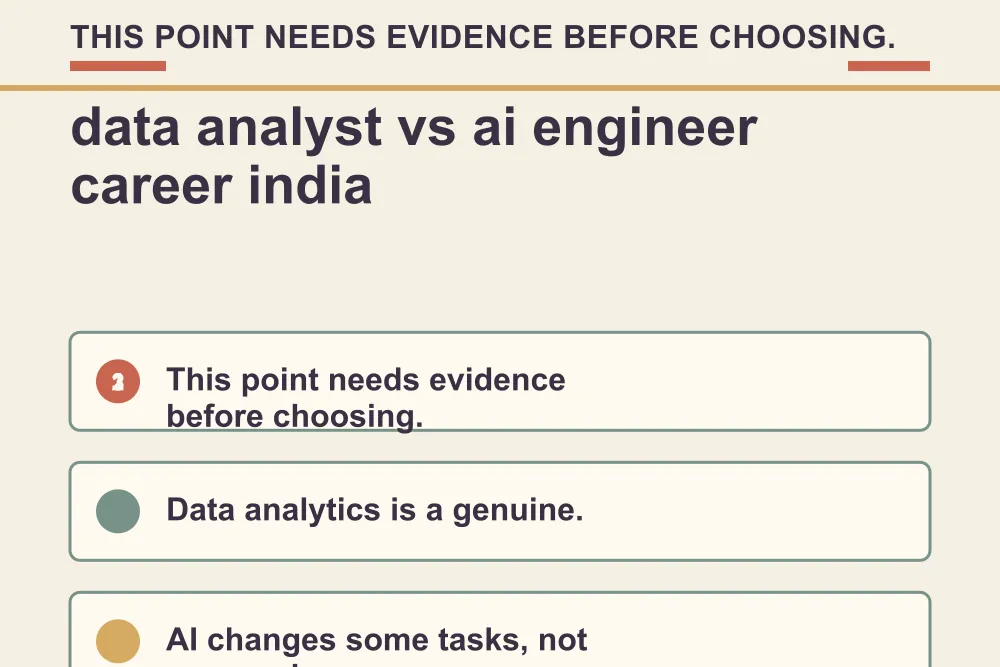 THIS POINT NEEDS EVIDENCE BEFORE CHOOSING.
data analyst vs ai engineer
career india
This point needs evidence
before choosing.
Data analytics is a genuine.
AI changes some tasks, not